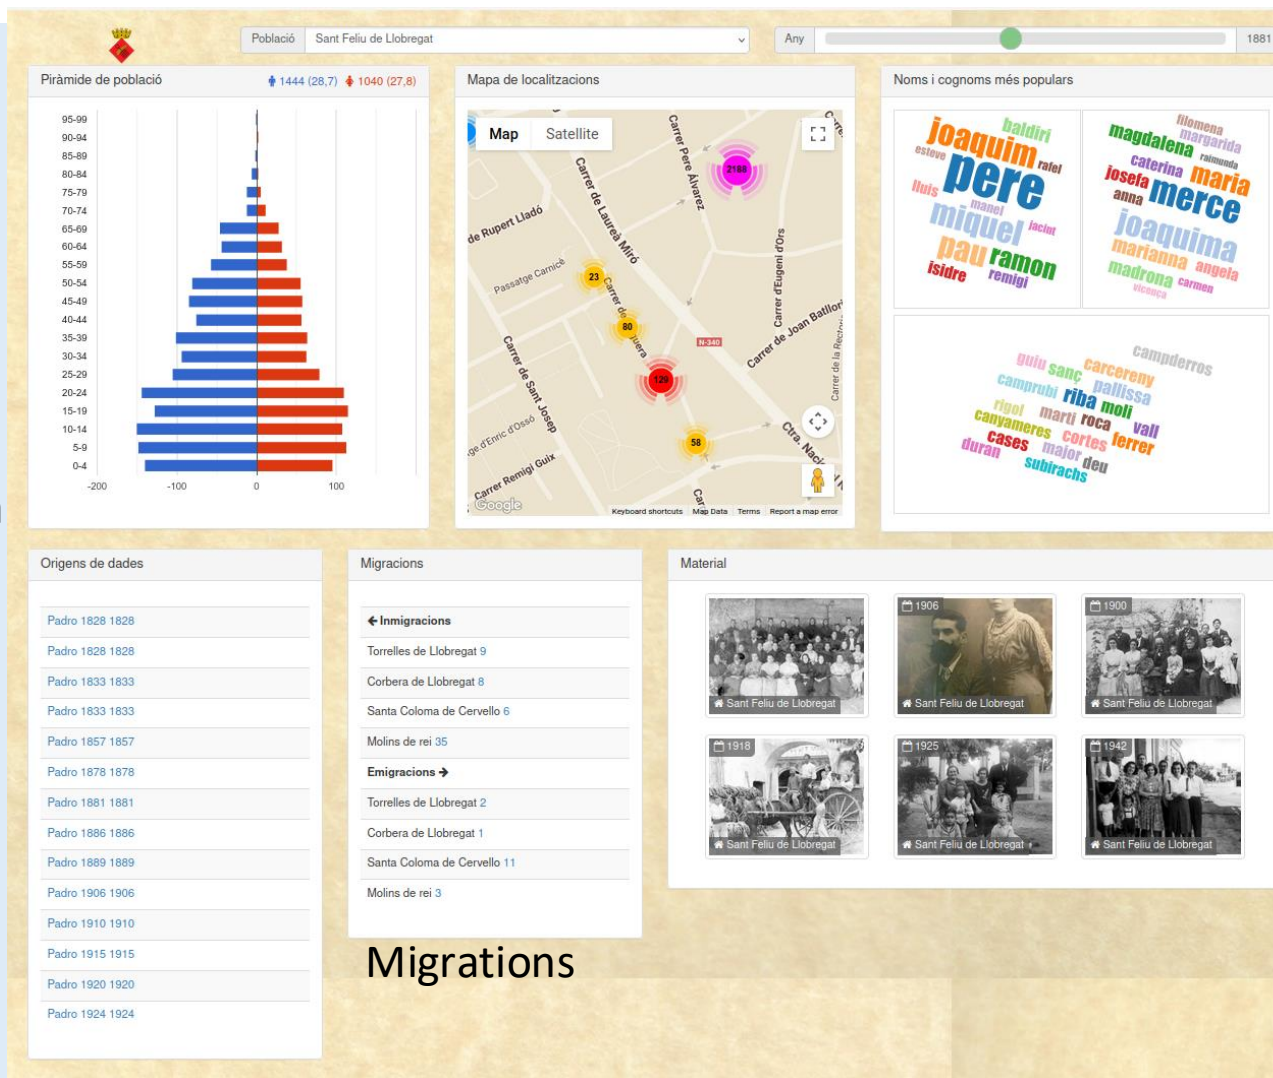 Població Sant Feliu de Llobregat
Any 1881
Piràmide de població 1444 (28,7) 1040 (27,8)
95-99
90-94
85-89
80-84
75-79
70-74
65-69
60-64
55-59
50-54
45-49
40-44
35-39
30-34
25-29
20-24
15-19
10-14
5-9
0-4
-200 -100 0 100
Mapa de localitzacions
Map Satellite
Carrer Pere Álvarez
2188
Carrer de Laureà Miró
de Rupert Lladó
Passatge Carnicé
23
80
129
58
N-340
Carrer d'Eugeni d'Ors
Carrer de Joan Batllori
Carrer de la Rectoria
Carrer de Sant Josep
ge d'Enric d'Ossó
Carrer Remigi Guix
Ctra. Naci
Car
Google
Keyboard shortcuts Map Data Terms Report a map error
Noms i cognoms més populars
baldiri
joaquim
esteve
rafel
pere
lluis
manel
miquel
jacint
pau
ramon
isidre
remigi
filomena
magdalena
margarida
raimunda
caterina
maria
josefa
anna
merce
joaquima
marianna
angela
madrona
carmen
vicença
campderros
guiu
sanç
carcereny
camprubi
pallissa
riba
moli
rigol
marti
roca
vall
canyameres
cortes
ferrer
cases
major
deu
duran
subirachs
Origens de dades
Padro 1828 1828
Padro 1828 1828
Padro 1833 1833
Padro 1833 1833
Padro 1857 1857
Padro 1878 1878
Padro 1881 1881
Padro 1886 1886
Padro 1889 1889
Padro 1906 1906
Padro 1910 1910
Padro 1915 1915
Padro 1920 1920
Padro 1924 1924
Migracions
← Inmigracions
Torrelles de Llobregat 9
Corbera de Llobregat 8
Santa Coloma de Cervello 6
Molins de rei 35
Emigracions →
Torrelles de Llobregat 2
Corbera de Llobregat 1
Santa Coloma de Cervello 11
Molins de rei 3
Migrations
Material
Sant Feliu de Llobregat
1906
Sant Feliu de Llobregat
1900
Sant Feliu de Llobregat
1918
Sant Feliu de Llobregat
1925
Sant Feliu de Llobregat
1942
Sant Feliu de Llobregat